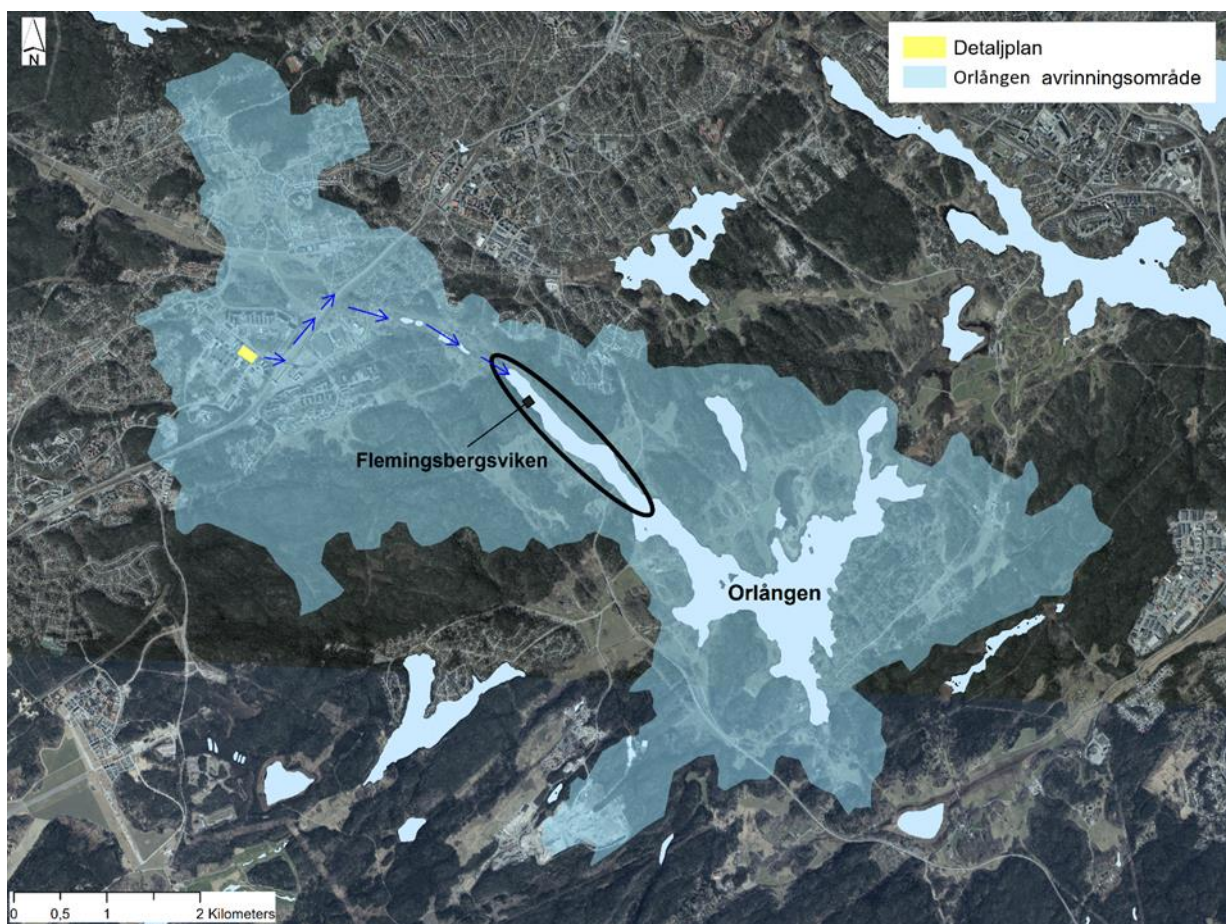 N
Detaljplan
Orlången avrinningsområde
Flemingsbergsviken
Orlången
0 0,5 1 2 Kilometers